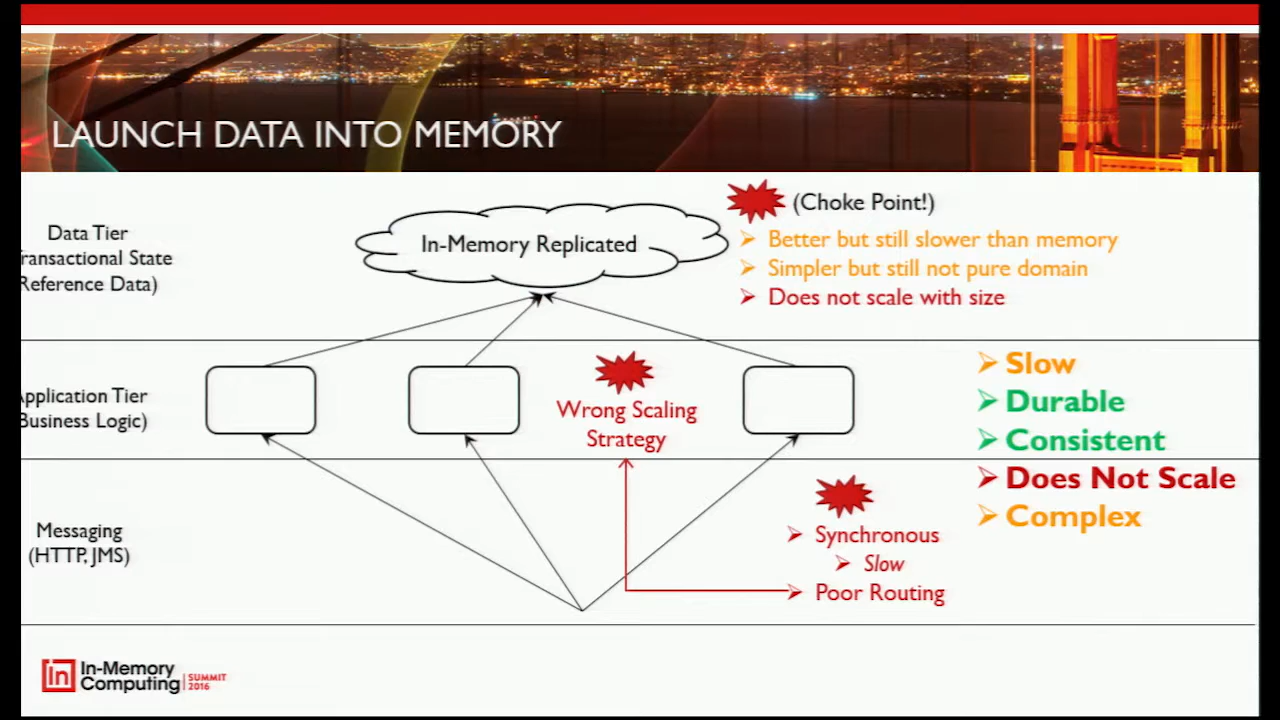 LAUNCH DATA INTO MEMORY
Data Tier
ransactional State
Reference Data)
In-Memory Replicated
(Choke Point!)
Better but still slower than memory
Simpler but still not pure domain
Does not scale with size
pplication Tier
Business Logic)
Wrong Scaling
Strategy
Slow
Durable
Consistent
Does Not Scale
Complex
Messaging
(HTTP, JMS)
Synchronous
Slow
Poor Routing
In In-Memory
Computing SUMMIT
2016